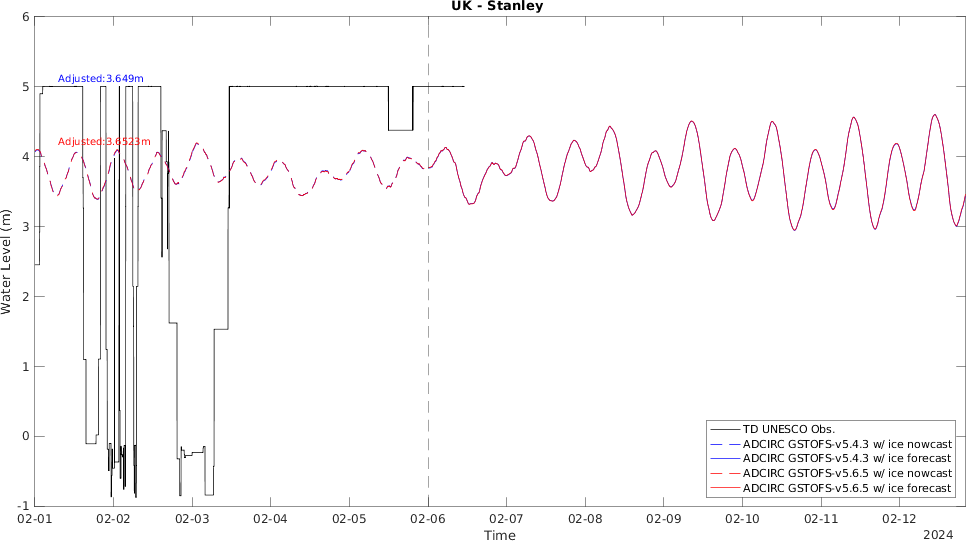 UK - Stanley
6
5
4
3
2
1
0
-1
Water Level (m)
Adjusted:3.649m
Adjusted:3.6523m
TD UNESCO Obs.
ADCIRC GSTOFS-v5.4.3 w/ ice nowcast
ADCIRC GSTOFS-v5.4.3 w/ ice forecast
ADCIRC GSTOFS-v5.6.5 w/ ice nowcast
ADCIRC GSTOFS-v5.6.5 w/ ice forecast
02-01 02-02 02-03 02-04 02-05 02-06 02-07 02-08 02-09 02-10 02-11 02-12
Time
2024